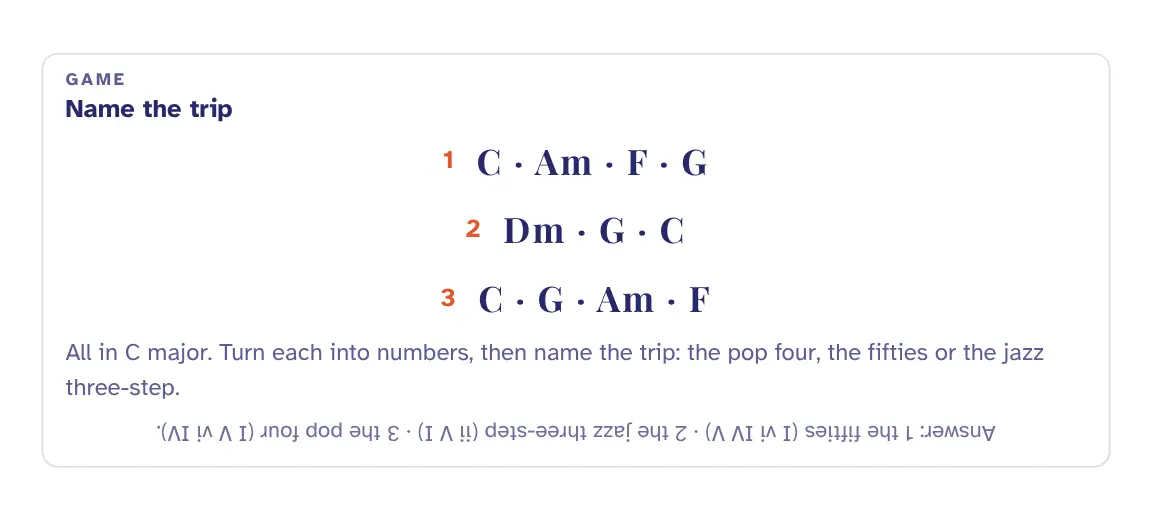 GAME
Name the trip
1 C · Am · F · G
2 Dm · G · C
3 C · G · Am · F
All in C major. Turn each into numbers, then name the trip: the pop four, the fifties or the jazz
three-step.
Answer: 1 the fifties (I vi IV V) · 2 the jazz three-step (ii V I) · 3 the pop four (I V vi IV).